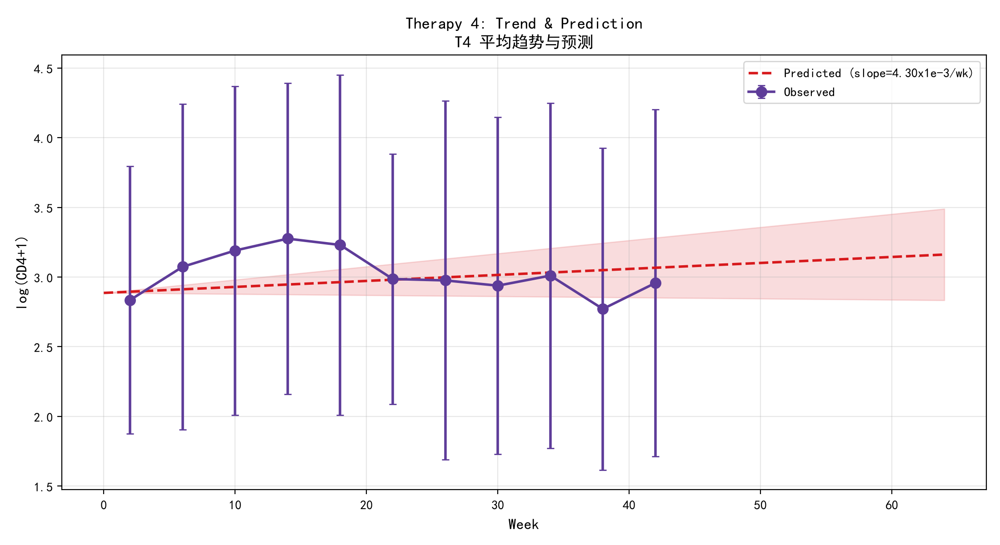 Therapy 4: Trend & Prediction
T4 平均趋势与预测
Predicted (slope=4.30x1e-3/wk)
Observed
log(CD4+1)
4.5
4.0
3.5
3.0
2.5
2.0
1.5
0 10 20 30 40 50 60
Week